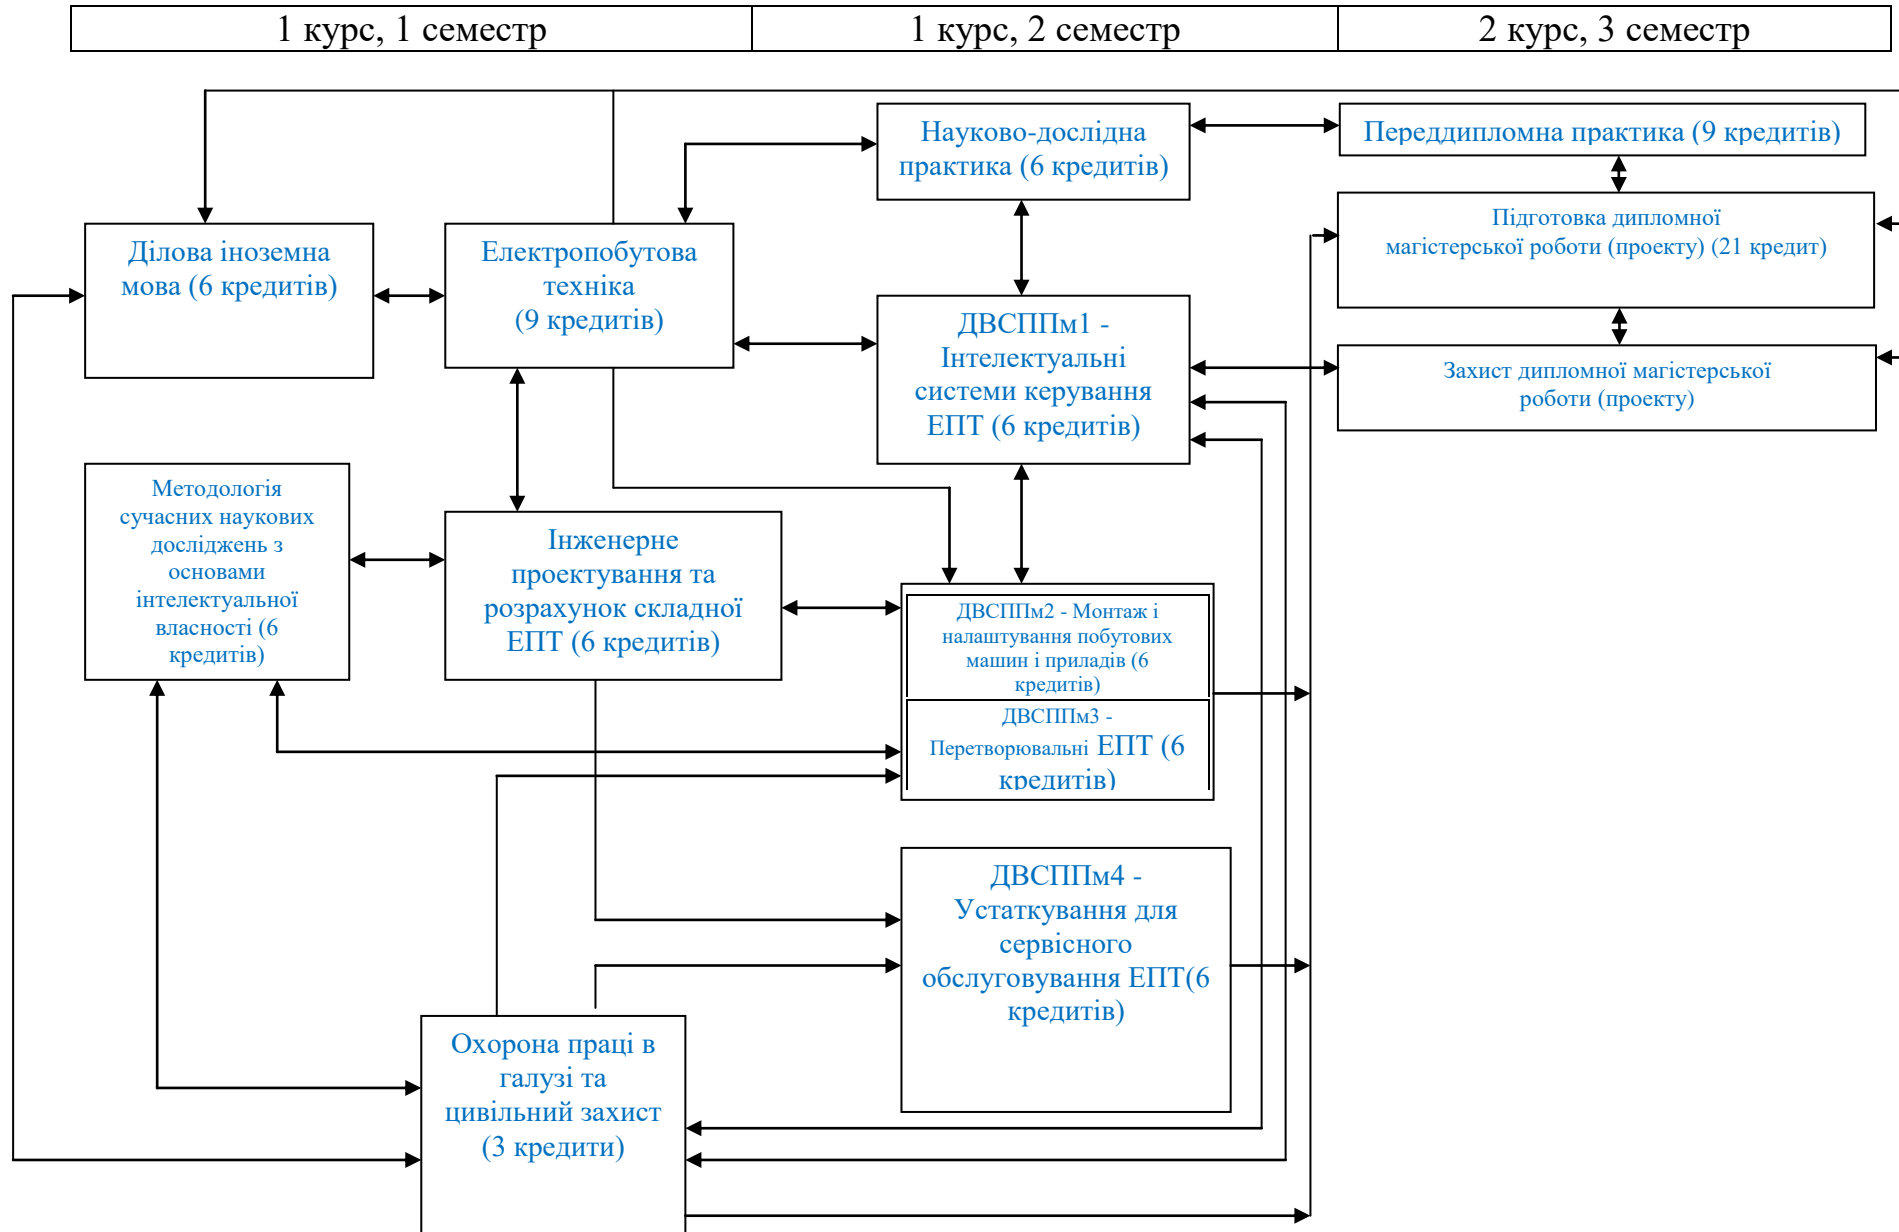 1 курс, 1 семестр
1 курс, 2 семестр
2 курс, 3 семестр
Науково-дослідна
практика (6 кредитів)
Переддипломна практика (9 кредитів)
Підготовка дипломної
магістерської роботи (проекту) (21 кредит)
Ділова іноземна
мова (6 кредитів)
Електропобутова
техніка
(9 кредитів)
ДВСППм1 -
Інтелектуальні
системи керування
ЕПТ (6 кредитів)
Захист дипломної магістерської
роботи (проекту)
Методологія
сучасних наукових
досліджень з
основами
інтелектуальної
власності (6
кредитів)
Інженерне
проектування та
розрахунок складної
ЕПТ (6 кредитів)
ДВСППм2 - Монтаж і
налаштування побутових
машин і приладів (6
кредитів)
ДВСППм3 -
Перетворювальні ЕПТ (6
кредитів)
ДВСППм4 -
Устаткування для
сервісного
обслуговування ЕПТ(6
кредитів)
Охорона праці в
галузі та
цивільний захист
(3 кредити)